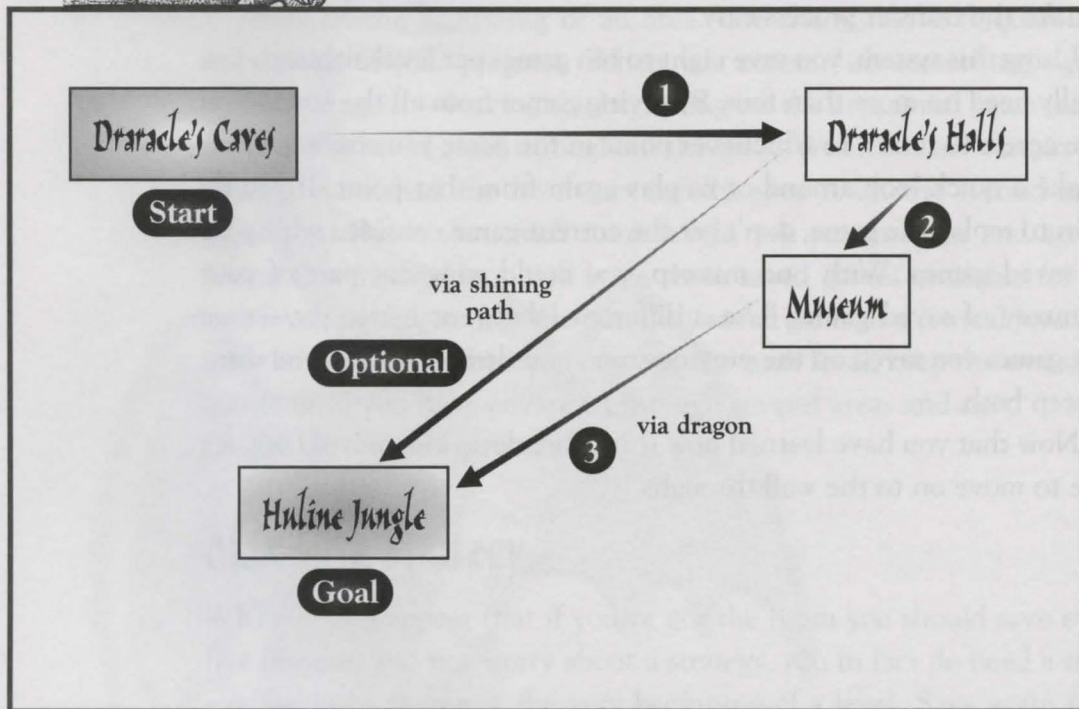 Draracle's Caves
Start
1
Draracle's Halls
2
Museum
via shining
path
Optional
3
via dragon
Huline Jungle
Goal